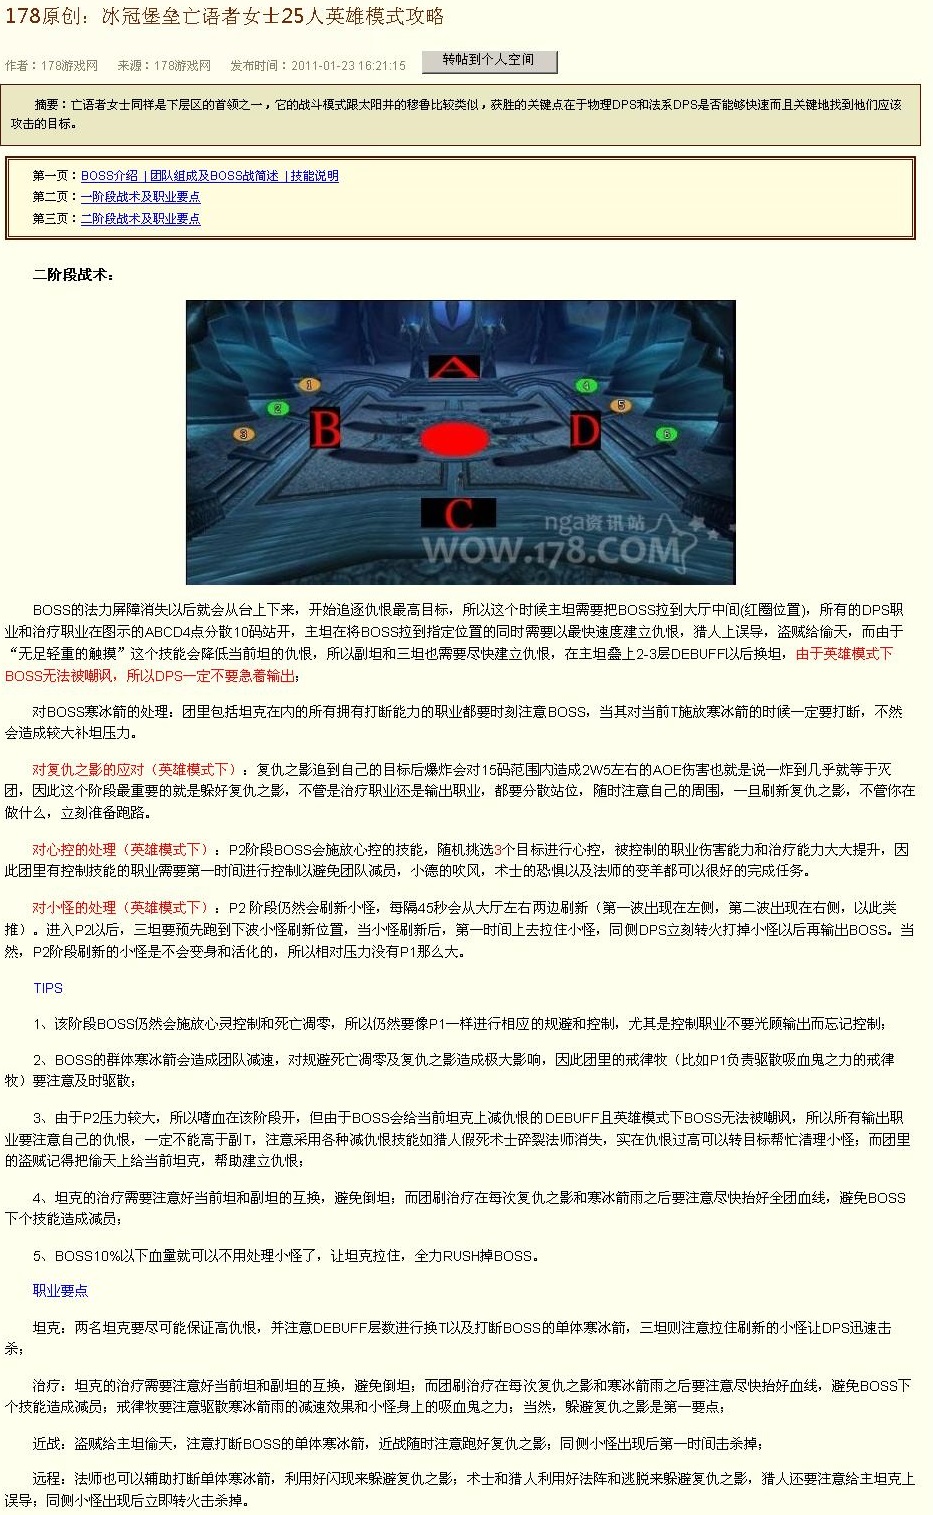 178原创：冰冠堡垒亡语者女士25人英雄模式攻略
作者：178游戏网 来源：178游戏网 发布时间：2011-01-23 16:21:15 转帖到个人空间
摘要：亡语者女士同样是下层区的首领之一，它的战斗模式跟太阳井的穆鲁比较类似，获胜的关键点在于物理DPS和法系DPS是否能够快速而且关键地找到他们应该
攻击的目标。
第一页：BOSS介绍 | 团队组成及BOSS战简述 | 技能说明
第二页：一阶段战术及职业要点
第三页：二阶段战术及职业要点
二阶段战术：
A
1
4
2
5
B
D
3
6
C
nga资讯站
WOW.178.COM
BOSS的法力屏障消失以后就会从台上下来，开始追逐仇恨最高目标，所以这个时候主坦需要把BOSS拉到大厅中间(红圈位置)，所有的DPS职
业和治疗职业在图示的ABCD4点分散10码站开，主坦在将BOSS拉到指定位置的同时需要以最快速度建立仇恨，猎人上误导，盗贼给偷天，而由于
“无足轻重的触摸”这个技能会降低当前坦的仇恨，所以副坦和三坦也需要尽快建立仇恨，在主坦叠上2-3层DEBUFF以后换坦，由于英雄模式下
BOSS无法被嘲讽，所以DPS一定不要急着输出；
对BOSS寒冰箭的处理：团里包括坦克在内的所有拥有打断能力的职业都要时刻注意BOSS，当其对当前T施放寒冰箭的时候一定要打断，不然
会造成较大补坦压力。
对复仇之影的应对（英雄模式下）：复仇之影追到自己的目标后爆炸会对15码范围内造成2W5左右的AOE伤害也就是说一炸到几乎就等于灭
团，因此这个阶段最重要的就是躲好复仇之影，不管是治疗职业还是输出职业，都要分散站位，随时注意自己的周围，一旦刷新复仇之影，不管你在
做什么，立刻准备跑路。
对心控的处理（英雄模式下）：P2阶段BOSS会施放心控的技能，随机挑选3个目标进行心控，被控制的职业伤害能力和治疗能力大大提升，因
此团里有控制技能的职业需要第一时间进行控制以避免团队减员，小德的吹风，术士的恐惧以及法师的变羊都可以很好的完成任务。
对小怪的处理（英雄模式下）：P2 阶段仍然会刷新小怪，每隔45秒会从大厅左右两边刷新（第一波出现在左侧，第二波出现在右侧，以此类
推）。进入P2以后，三坦要预先跑到下波小怪刷新位置，当小怪刷新后，第一时间上去拉住小怪，同侧DPS立刻转火打掉小怪以后再输出BOSS。当
然，P2阶段刷新的小怪是不会变身和活化的，所以相对压力没有P1那么大。
TIPS
1、该阶段BOSS仍然会施放心灵控制和死亡凋零，所以仍然要像P1一样进行相应的规避和控制，尤其是控制职业不要光顾输出而忘记控制；
2、BOSS的群体寒冰箭会造成团队减速，对规避死亡凋零及复仇之影造成极大影响，因此团里的戒律牧（比如P1负责驱散吸血鬼之力的戒律
牧）要注意及时驱散；
3、由于P2压力较大，所以嗜血在该阶段开，但由于BOSS会给当前坦克上减仇恨的DEBUFF且英雄模式下BOSS无法被嘲讽，所以所有输出职
业要注意自己的仇恨，一定不能高于副T，注意采用各种减仇恨技能如猎人假死术士碎裂法师消失，实在仇恨过高可以转目标帮忙清理小怪；而团里
的盗贼记得把偷天上给当前坦克，帮助建立仇恨；
4、坦克的治疗需要注意好当前坦和副坦的互换，避免倒坦；而团刷治疗在每次复仇之影和寒冰箭雨之后要注意尽快抬好全团血线，避免BOSS
下个技能造成减员；
5、BOSS10%以下血量就可以不用处理小怪了，让坦克拉住，全力RUSH掉BOSS。
职业要点
坦克：两名坦克要尽可能保证高仇恨，并注意DEBUFF层数进行换T以及打断BOSS的单体寒冰箭，三坦则注意拉住刷新的小怪让DPS迅速击
杀；
治疗：坦克的治疗需要注意好当前坦和副坦的互换，避免倒坦；而团刷治疗在每次复仇之影和寒冰箭雨之后要注意尽快抬好血线，避免BOSS下
个技能造成减员；戒律牧要注意驱散寒冰箭雨的减速效果和小怪身上的吸血鬼之力；当然，躲避复仇之影是第一要点；
近战：盗贼给主坦偷天，注意打断BOSS的单体寒冰箭，近战随时注意跑好复仇之影；同侧小怪出现后第一时间击杀掉；
远程：法师也可以辅助打断单体寒冰箭，利用好闪现来躲避复仇之影；术士和猎人利用好法阵和逃脱来躲避复仇之影，猎人还要注意给主坦克上
误导；同侧小怪出现后立即转火击杀掉。